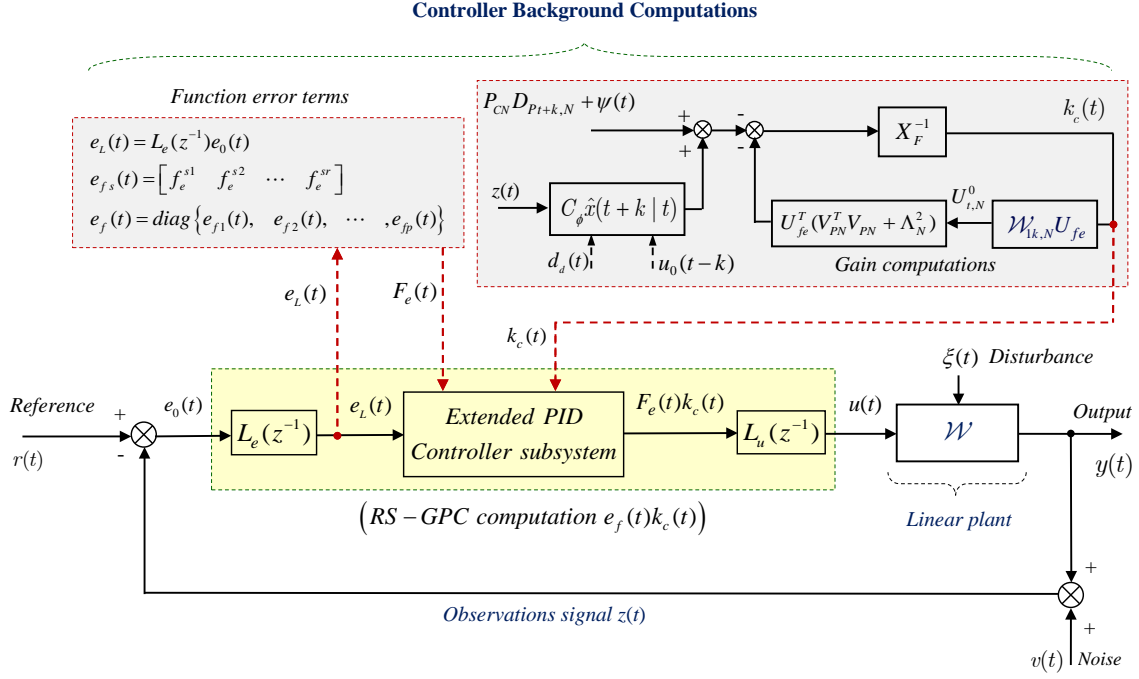 Controller Background Computations
Function error terms
e_L(t) = L_e(z^{-1})e_0(t)
e_{fs}(t) = [f_e^{s1} f_e^{s2} ⋯ f_e^{sr}]
e_f(t) = diag{e_{f1}(t), e_{f2}(t), ⋯ ,e_{fp}(t)}
P_{CN}D_{Pt+k,N} + ψ(t)
+
+
-
-
X_F^{-1}
k_c(t)
z(t)
C_ϕ x̂(t+k | t)
d_d(t)
u_0(t−k)
U_{fe}^T(V_{PN}^T V_{PN} + Λ_N^2)
U_{t,N}^0
𝒲_{1k,N}U_{fe}
Gain computations
e_L(t)
F_e(t)
k_c(t)
Reference
r(t)
+
-
e_0(t)
L_e(z^{-1})
e_L(t)
Extended PID
Controller subsystem
F_e(t)k_c(t)
L_u(z^{-1})
u(t)
ξ(t) Disturbance
𝒲
Output
y(t)
Linear plant
(RS−GPC computation e_f(t)k_c(t))
+
Observations signal z(t)
+
v(t) Noise